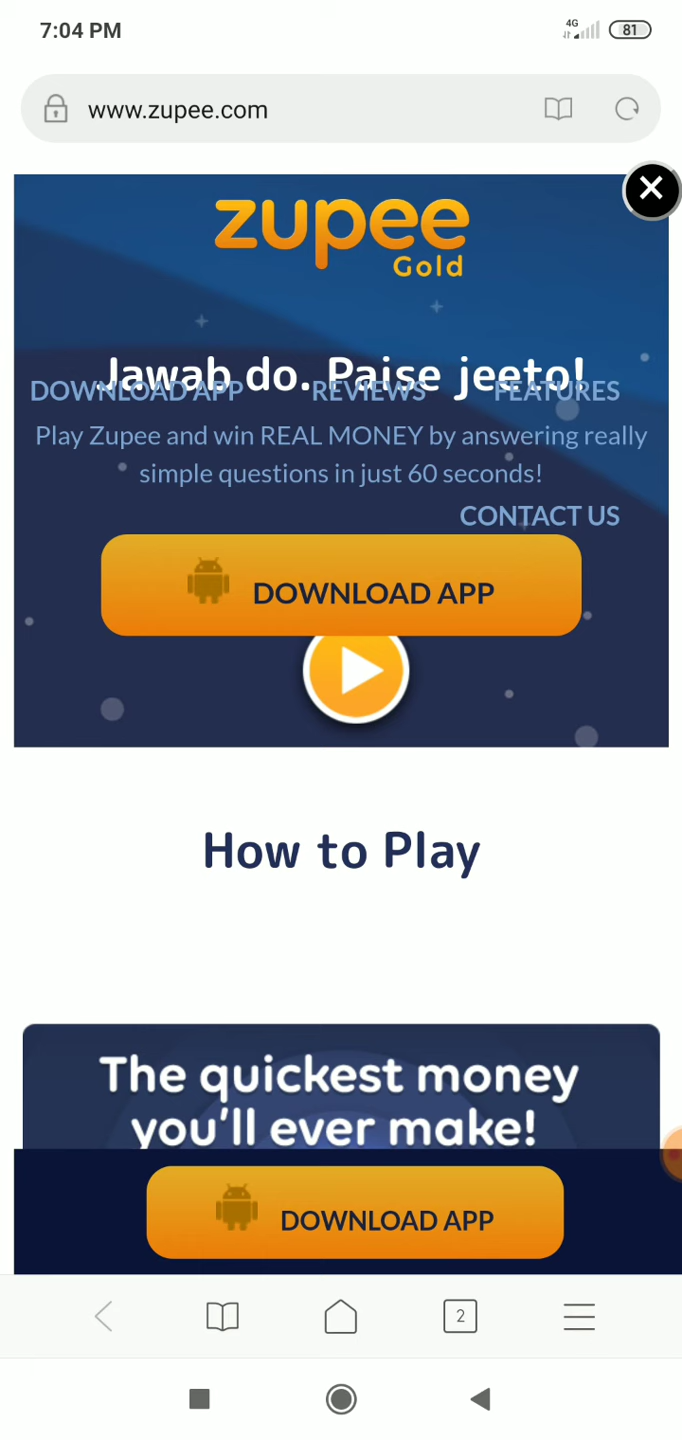 7:04 PM
4G
81
www.zupee.com
zupee
Gold
Jawab do. Paise jeeto!
DOWNLOAD APP REVIEWS FEATURES
Play Zupee and win REAL MONEY by answering really
simple questions in just 60 seconds!
CONTACT US
DOWNLOAD APP
How to Play
The quickest money
you'll ever make!
DOWNLOAD APP
2